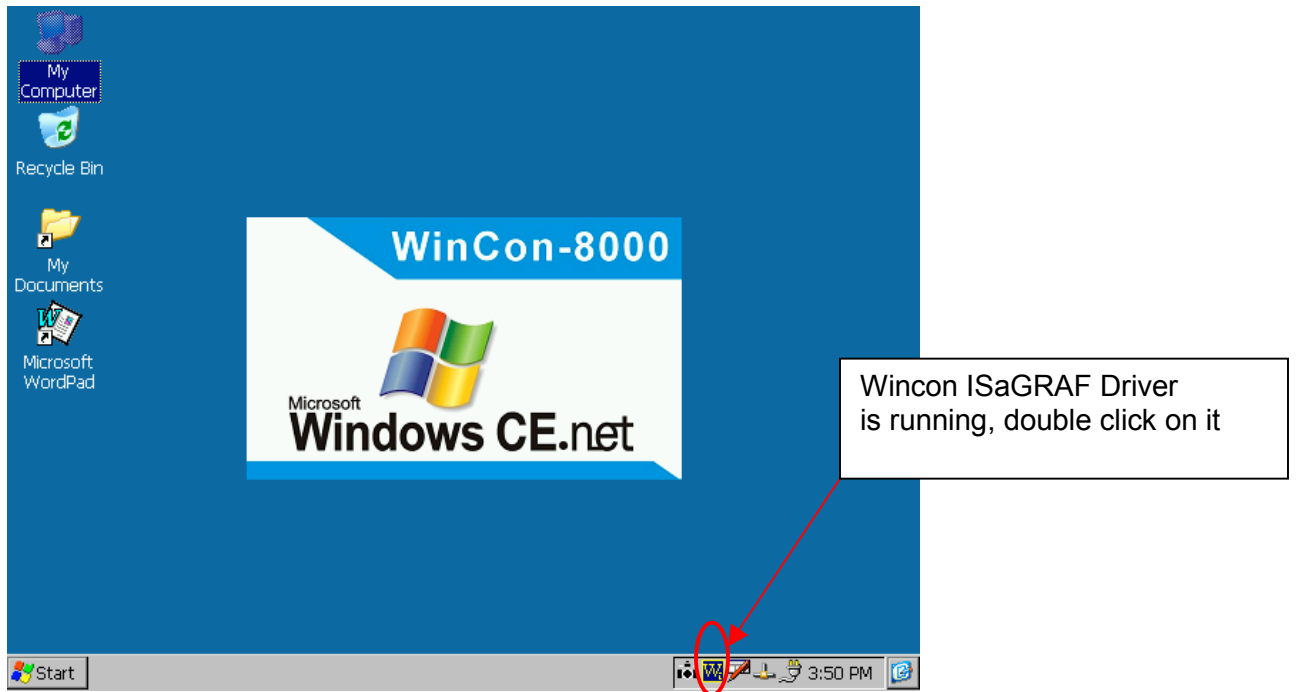 My
Computer
Recycle Bin
My
Documents
Microsoft
WordPad
WinCon-8000
Microsoft
Windows CE.net
Wincon ISaGRAF Driver
is running, double click on it
Start
W
3:50 PM